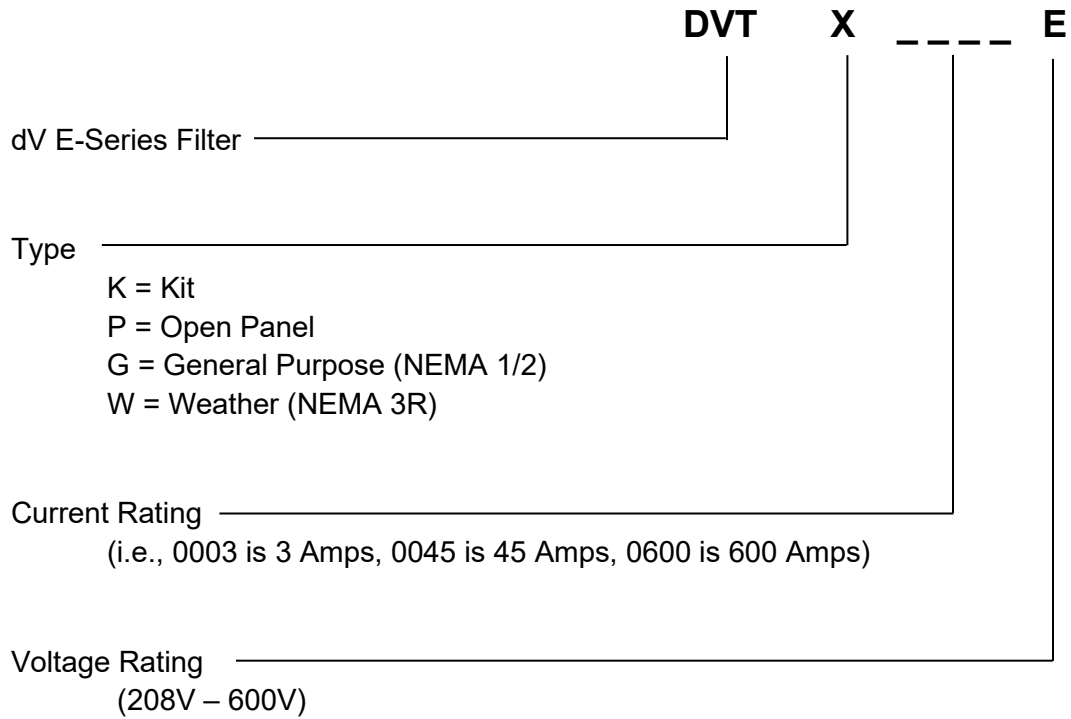 DVT X _ _ _ _ E
dV E-Series Filter
Type
K = Kit
P = Open Panel
G = General Purpose (NEMA 1/2)
W = Weather (NEMA 3R)
Current Rating
(i.e., 0003 is 3 Amps, 0045 is 45 Amps, 0600 is 600 Amps)
Voltage Rating
(208V – 600V)